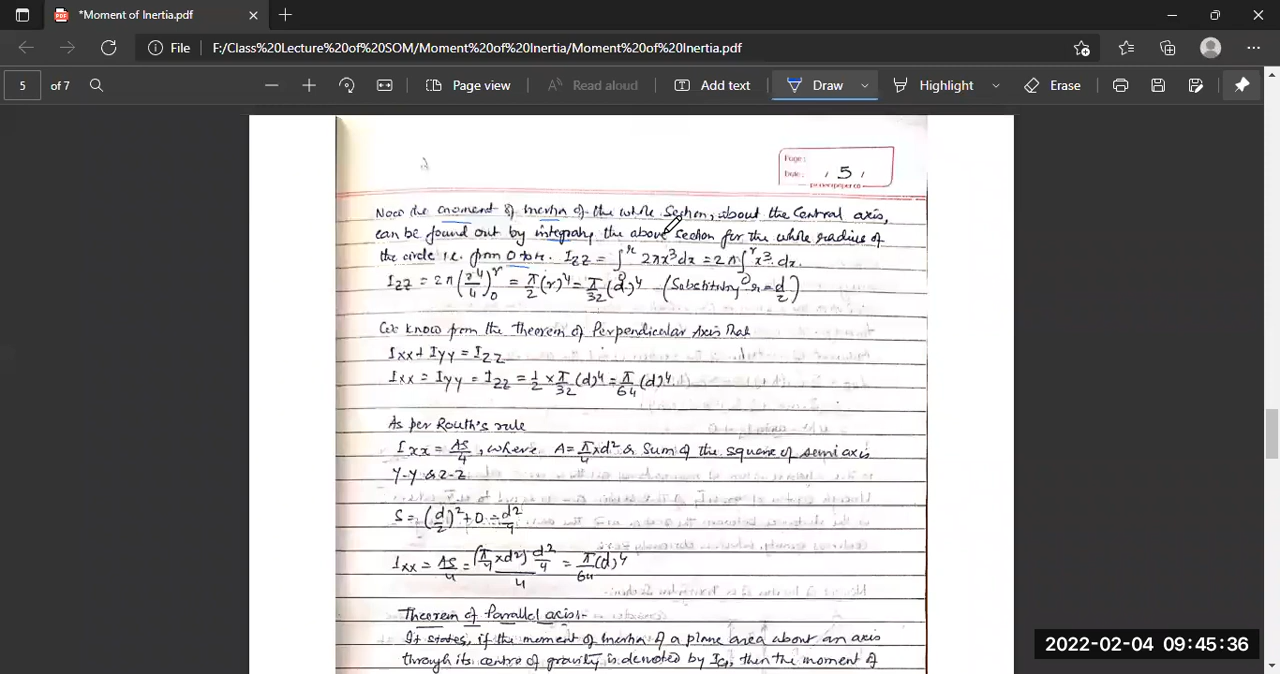 *Moment of Inertia.pdf
File F:/Class%20Lecture%20of%20SOM/Moment%20of%20Inertia/Moment%20of%20Inertia.pdf
5 of 7 Page view Read aloud Add text Draw Highlight Erase
Page:
Date: 5
Now the moment of Inertia of the whole Section, about the Central axis,
can be found out by integraty the above Section for the whole radius of
the circle i.e. from 0 to r. Izz = ∫₀ʳ 2πx³dx = 2π∫₀ʳ x³ dx.
Izz = 2π(x⁴/4)₀ʳ = π/2 (r)⁴ = π/32 (d)⁴ (Substituting r = d/2)
We know from the Theorem of Perpendicular Axis That
Ixx + Iyy = Izz
Ixx = Iyy = Izz = 1/2 × π/32 (d)⁴ = π/64 (d)⁴.
As per Routh's rule
Ixx = AS/4, where A = π/4 × d² & Sum of the square of semi axis
Y-Y & Z-Z
S = (d/2)² + 0 = d²/4
Ixx = AS/4 = (π/4 × d²) d²/4 / 4 = π/64 (d)⁴
Theorem of Parallel axis:-
It states, if the moment of Inertia of a plane area about an axis
through its centre of gravity is denoted by IG, then the moment of
2022-02-04 09:45:36